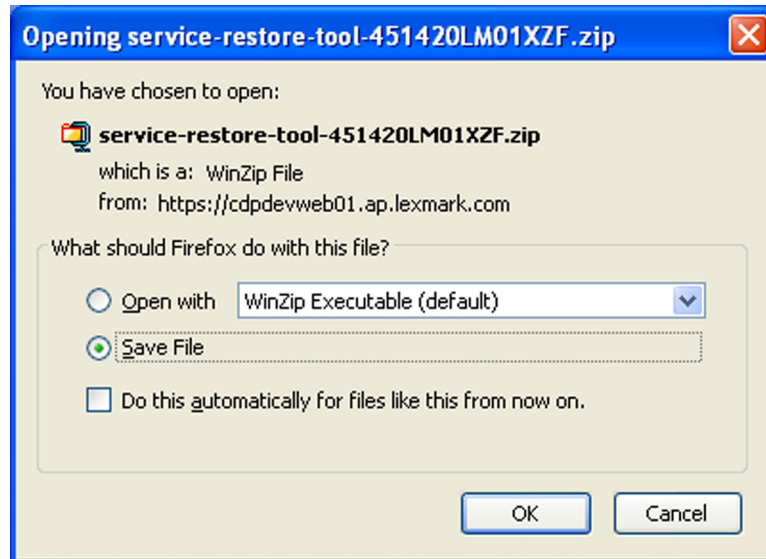 Opening service-restore-tool-451420LM01XZF.zip
You have chosen to open:
service-restore-tool-451420LM01XZF.zip
which is a: WinZip File
from: https://cdpdevweb01.ap.lexmark.com
What should Firefox do with this file?
Open with WinZip Executable (default)
Save File
Do this automatically for files like this from now on.
OK Cancel